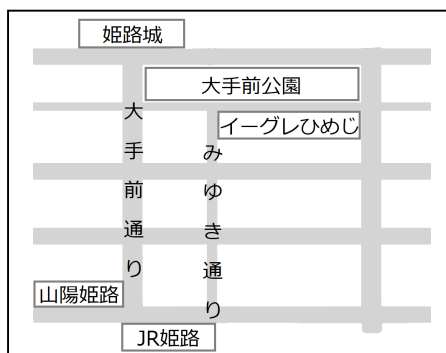 姫路城
大手前公園
イーグレひめじ
大手前通り
みゆき通り
山陽姫路
JR姫路